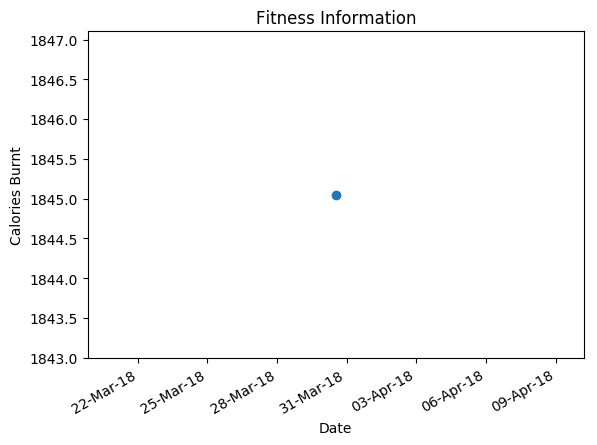 Fitness Information
1847.0
1846.5
1846.0
1845.5
1845.0
1844.5
1844.0
1843.5
1843.0
Calories Burnt
22-Mar-18
25-Mar-18
28-Mar-18
31-Mar-18
03-Apr-18
06-Apr-18
09-Apr-18
Date